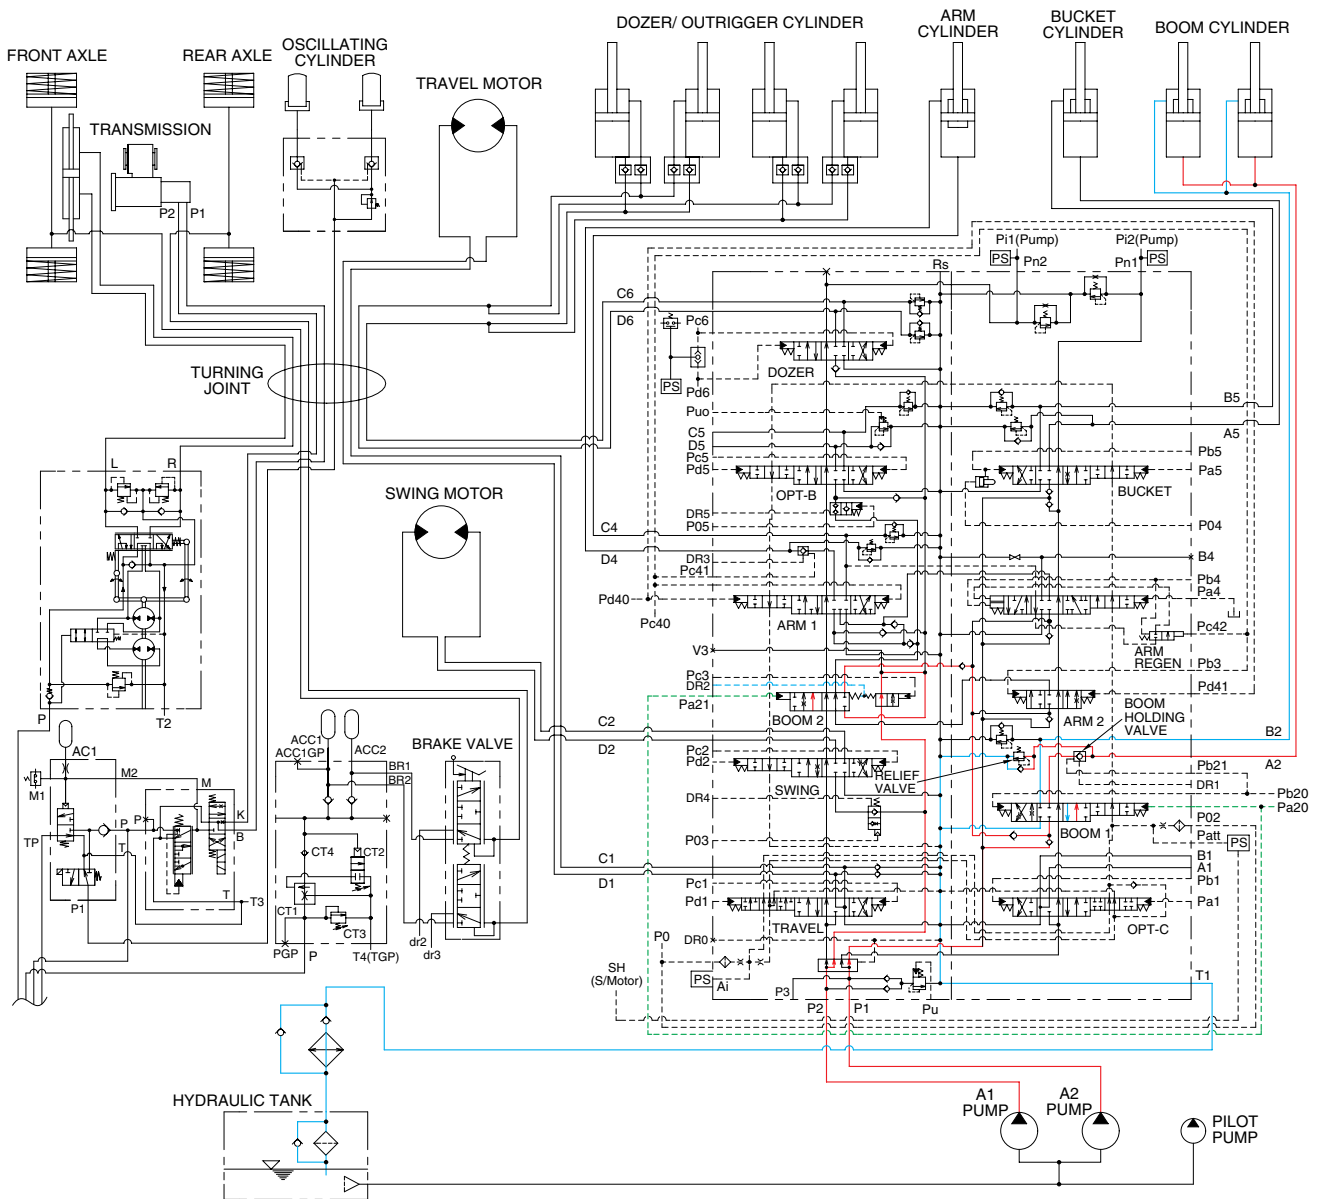 DOZER/ OUTRIGGER CYLINDER
ARM
CYLINDER
BUCKET
CYLINDER
BOOM CYLINDER
FRONT AXLE
REAR AXLE
OSCILLATING
CYLINDER
TRAVEL MOTOR
TRANSMISSION
P2
P1
Pi1(Pump)
Pi2(Pump)
PS
Pn2
Pn1
PS
Rs
C6
D6
Pc6
DOZER
PS
Pd6
TURNING
JOINT
Puo
C5
D5
Pc5
Pd5
OPT-B
B5
A5
Pb5
Pa5
BUCKET
L
R
SWING MOTOR
DR5
P05
P04
C4
D4
DR3
Pc41
B4
Pb4
Pa4
Pd40
Pc40
ARM 1
Pc42
ARM
REGEN
V3
Pb3
Pc3
DR2
Pa21
BOOM 2
Pd41
ARM 2
BOOM
HOLDING
VALVE
P
T2
C2
D2
Pc2
Pd2
SWING
RELIEF
VALVE
B2
A2
Pb21
DR1
Pb20
Pa20
AC1
M2
M
M1
ACC1
ACC1GP
ACC2
BRAKE VALVE
BR1
BR2
DR4
P03
BOOM 1
P02
Patt
PS
TP
P
P
K
B
T
T
T3
P1
CT4
CT2
CT1
CT3
PGP
P
T4(TGP)
dr2
dr3
C1
D1
Pc1
Pd1
TRAVEL
B1
A1
Pb1
Pa1
OPT-C
P0
DR0
SH
(S/Motor)
PS
Ai
P3
P2
P1
Pu
T1
HYDRAULIC TANK
A1
PUMP
A2
PUMP
PILOT
PUMP